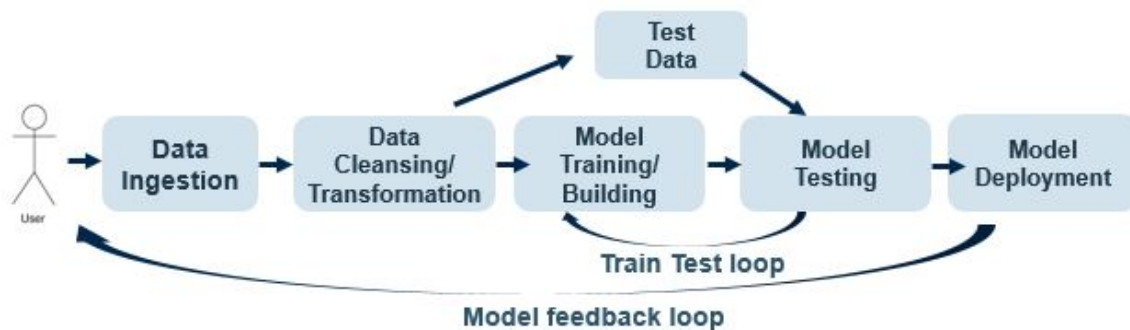 Test
Data
User
Data
Ingestion
Data
Cleansing/
Transformation
Model
Training/
Building
Model
Testing
Model
Deployment
Train Test loop
Model feedback loop